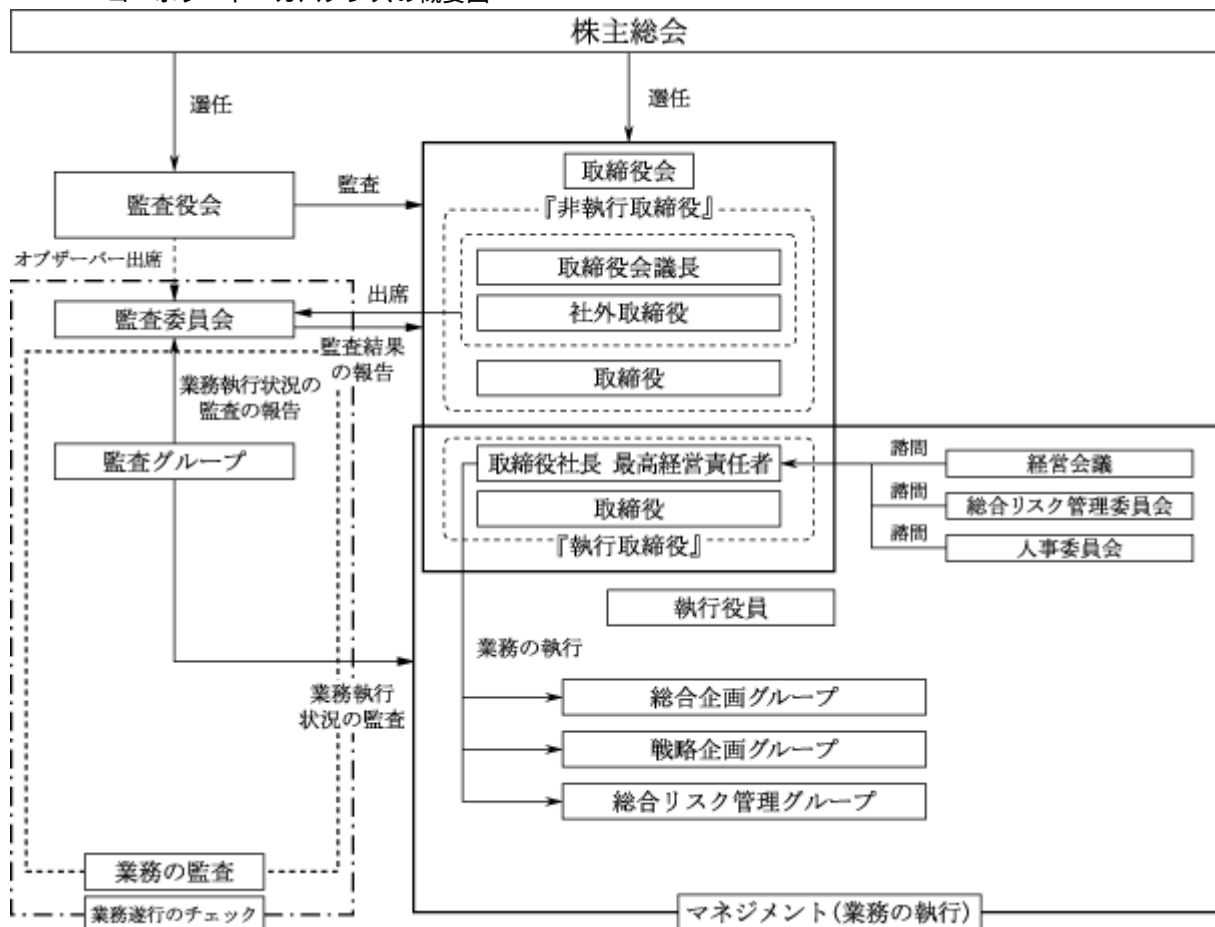 株主総会
選任
選任
取締役会
監査役会
監査
『非執行取締役』
オブザーバー出席
取締役会議長
出席
監査委員会
社外取締役
監査結果
の報告
取締役
業務執行状況の
監査の報告
監査グループ
取締役社長 最高経営責任者
諮問
経営会議
諮問
総合リスク管理委員会
取締役
諮問
人事委員会
『執行取締役』
執行役員
業務の執行
業務執行
状況の監査
総合企画グループ
戦略企画グループ
総合リスク管理グループ
業務の監査
業務遂行のチェック
マネジメント(業務の執行)